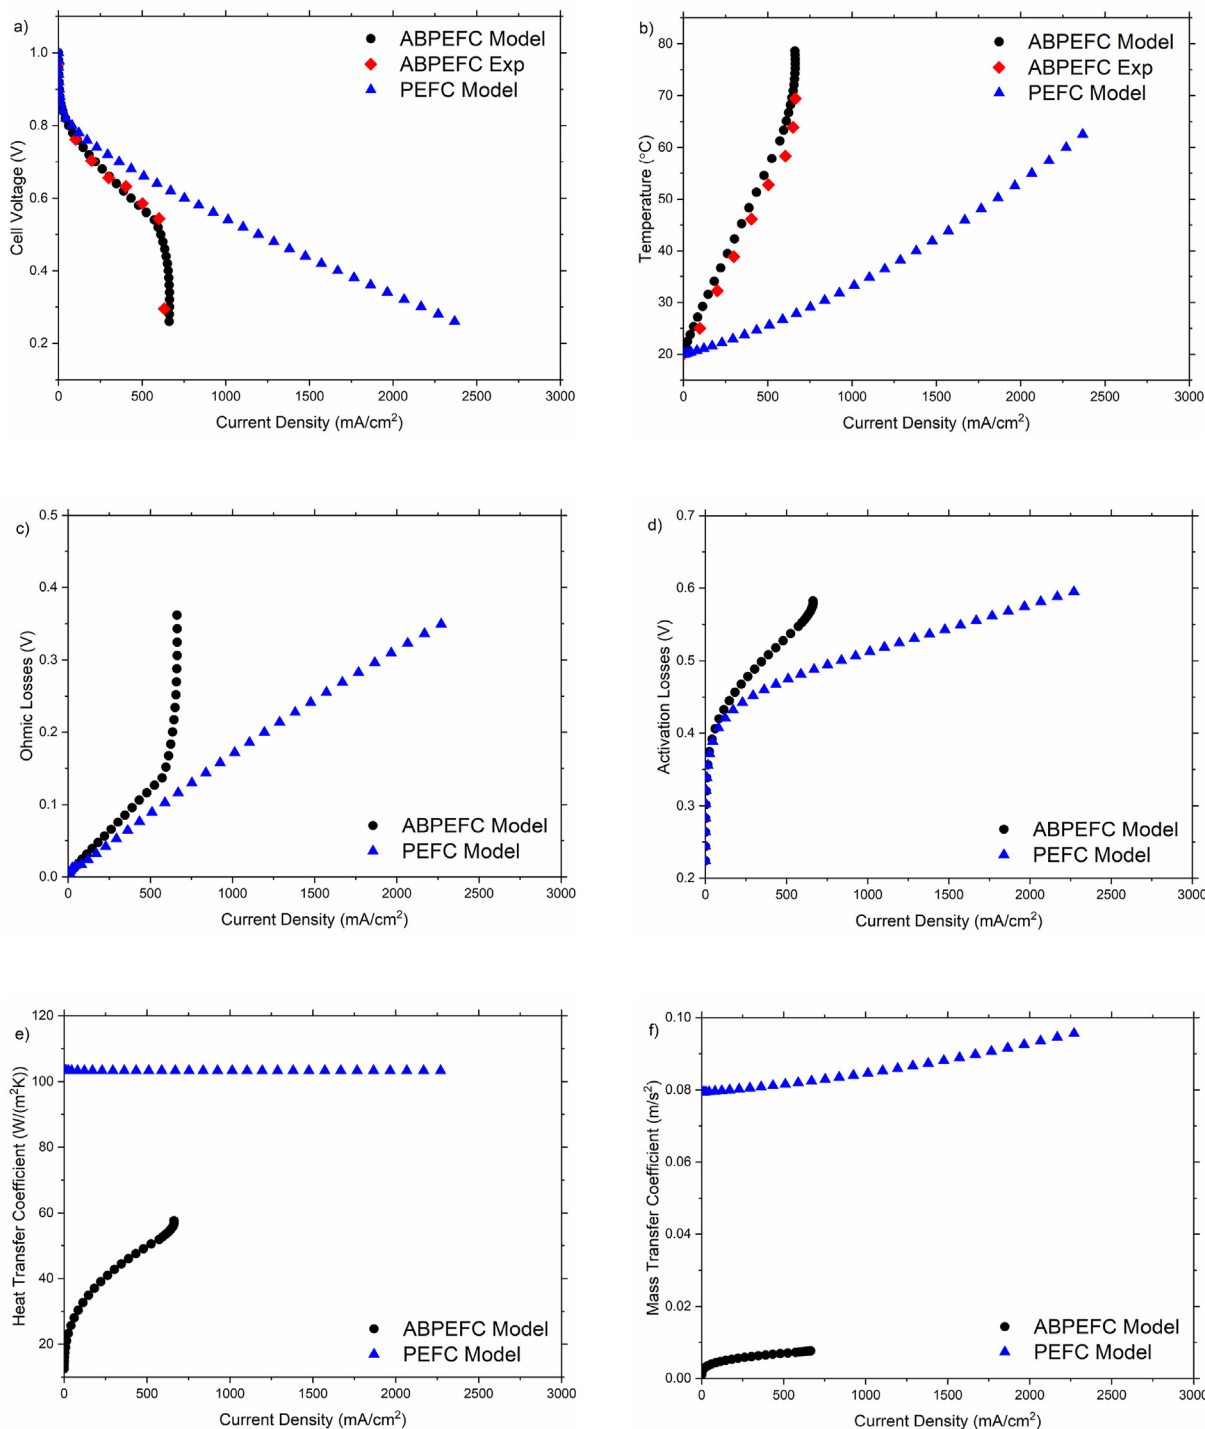 a)
ABPEFC Model
ABPEFC Exp
PEFC Model
1.0
0.8
0.6
0.4
0.2
Cell Voltage (V)
0
500
1000
1500
2000
2500
3000
Current Density (mA/cm²)
b)
ABPEFC Model
ABPEFC Exp
PEFC Model
80
70
60
50
40
30
20
Temperature (°C)
0
500
1000
1500
2000
2500
3000
Current Density (mA/cm²)
c)
0.5
0.4
0.3
0.2
0.1
0.0
Ohmic Losses (V)
ABPEFC Model
PEFC Model
0
500
1000
1500
2000
2500
3000
Current Density (mA/cm²)
d)
0.7
0.6
0.5
0.4
0.3
0.2
Activation Losses (V)
ABPEFC Model
PEFC Model
0
500
1000
1500
2000
2500
3000
Current Density (mA/cm²)
e)
120
100
80
60
40
20
Heat Transfer Coefficient (W/(m²K))
ABPEFC Model
PEFC Model
0
500
1000
1500
2000
2500
3000
Current Density (mA/cm²)
f)
0.10
0.08
0.06
0.04
0.02
0.00
Mass Transfer Coefficient (m/s²)
ABPEFC Model
PEFC Model
0
500
1000
1500
2000
2500
3000
Current Density (mA/cm²)